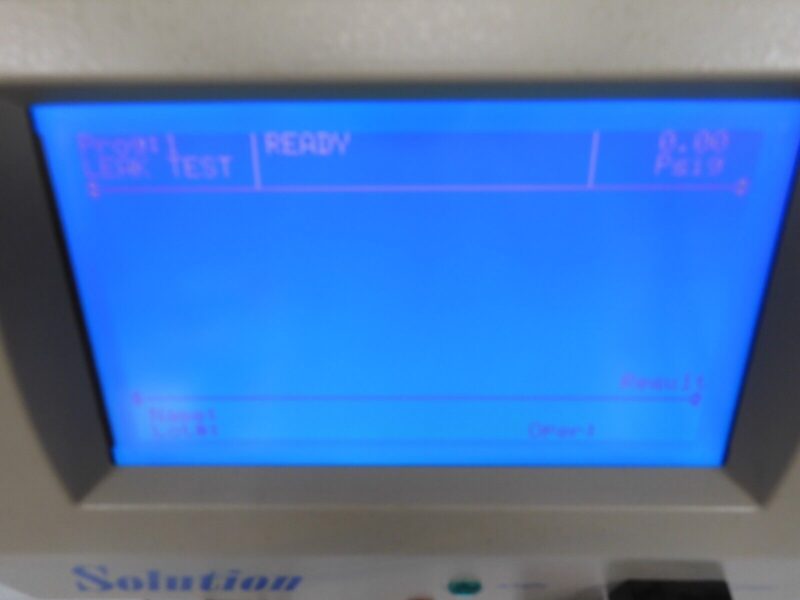 Prog:1
LEAK TEST
READY
0.00
Psig
Result
Name:
Lot#:
Oper:
Solution